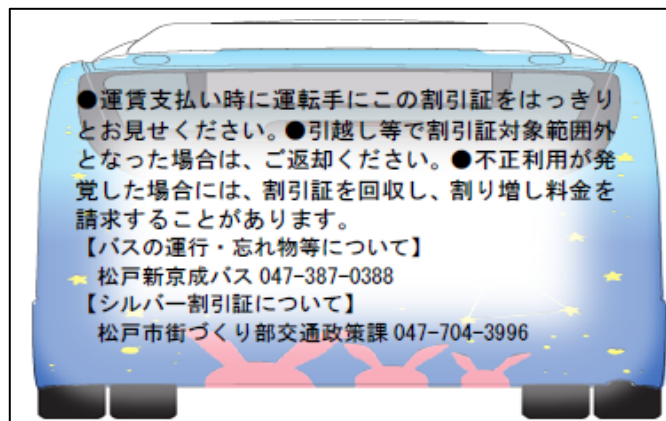 ●運賃支払い時に運転手にこの割引証をはっきり
とお見せください。●引越し等で割引証対象範囲外
となった場合は、ご返却ください。●不正利用が発
覚した場合には、割引証を回収し、割り増し料金を
請求することがあります。
【バスの運行・忘れ物等について】
松戸新京成バス 047-387-0388
【シルバー割引証について】
松戸市街づくり部交通政策課 047-704-3996